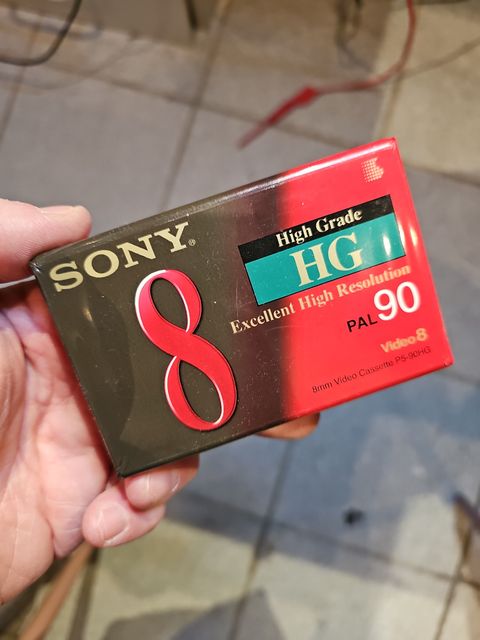 SONY®
8
High Grade
HG
Excellent High Resolution
PAL 90
Video 8
8mm Video Cassette P5-90HG